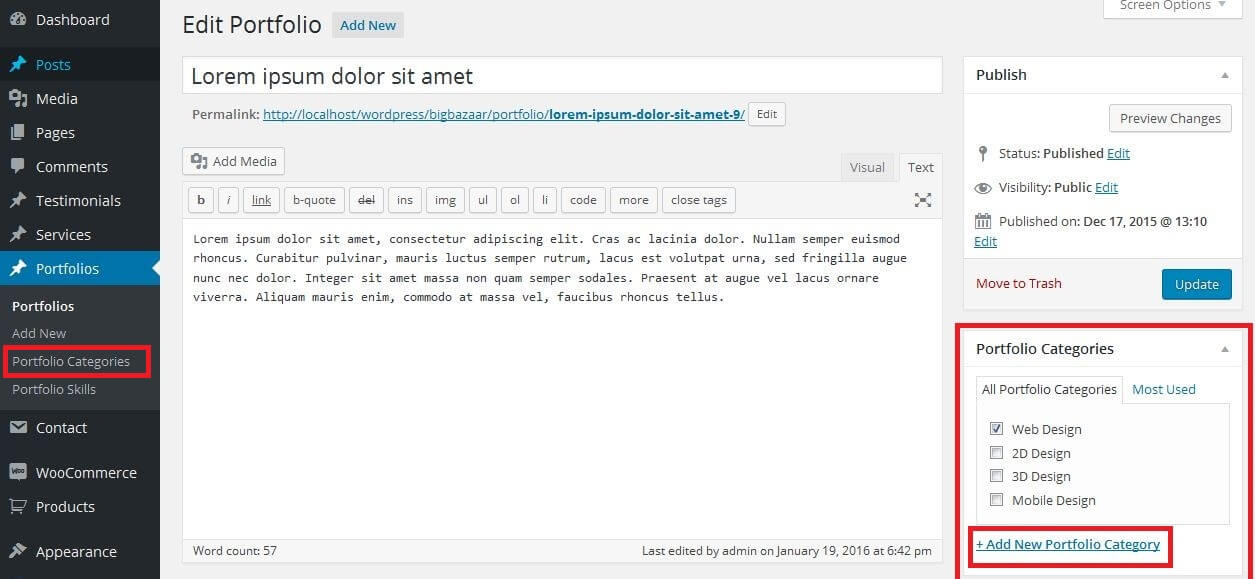 Dashboard
Posts
Media
Pages
Comments
Testimonials
Services
Portfolios
Portfolios
Add New
Portfolio Categories
Portfolio Skills
Contact
WooCommerce
Products
Appearance
Screen Options
Edit Portfolio Add New
Lorem ipsum dolor sit amet
Permalink: http://localhost/wordpress/bigbazaar/portfolio/lorem-ipsum-dolor-sit-amet-9/ Edit
Add Media
Visual Text
b i link b-quote del ins img ul ol li code more close tags
Lorem ipsum dolor sit amet, consectetur adipiscing elit. Cras ac lacinia dolor. Nullam semper euismod
rhoncus. Curabitur pulvinar, mauris luctus semper rutrum, lacus est volutpat urna, sed fringilla augue
nunc nec dolor. Integer sit amet massa non quam semper sodales. Praesent at augue vel lacus ornare
viverra. Aliquam mauris enim, commodo at massa vel, faucibus rhoncus tellus.
Word count: 57 Last edited by admin on January 19, 2016 at 6:42 pm
Publish
Preview Changes
Status: Published Edit
Visibility: Public Edit
Published on: Dec 17, 2015 @ 13:10
Edit
Move to Trash Update
Portfolio Categories
All Portfolio Categories Most Used
Web Design
2D Design
3D Design
Mobile Design
+ Add New Portfolio Category